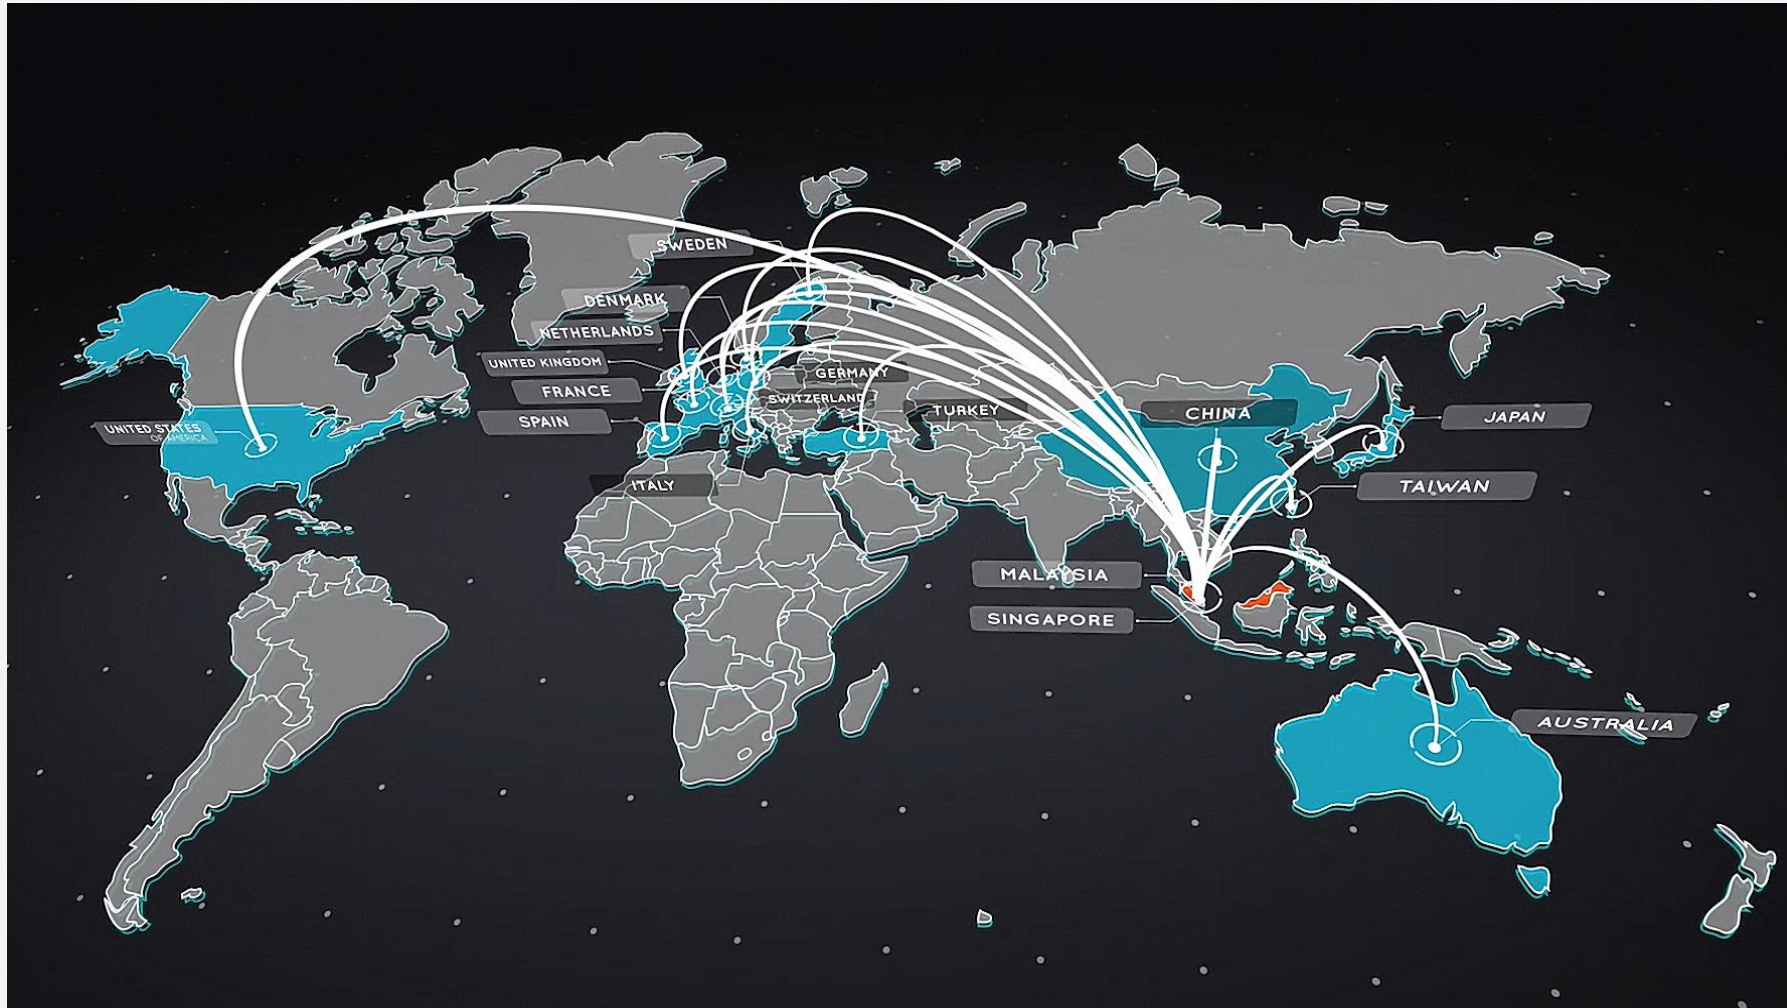 SWEDEN
DENMARK
NETHERLANDS
UNITED KINGDOM
GERMANY
FRANCE
SWITZERLAND
TURKEY
CHINA
JAPAN
SPAIN
UNITED STATES
OF AMERICA
ITALY
TAIWAN
MALAYSIA
SINGAPORE
AUSTRALIA